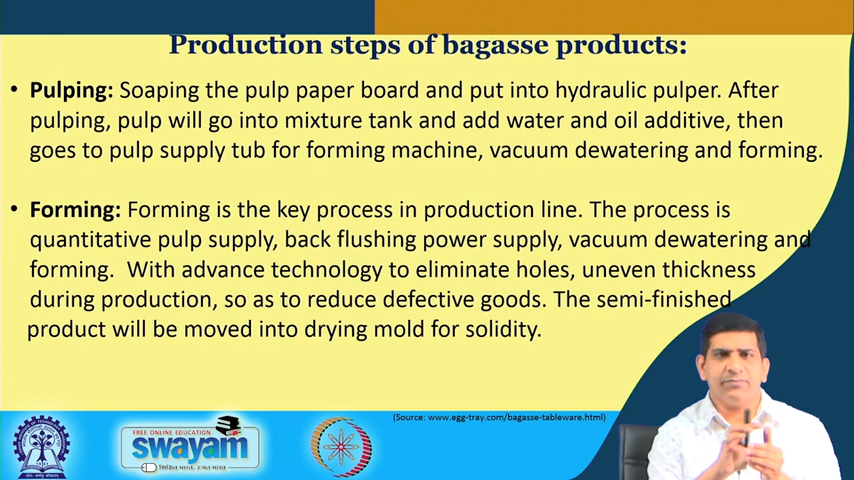 Production steps of bagasse products:
• Pulping: Soaping the pulp paper board and put into hydraulic pulper. After
pulping, pulp will go into mixture tank and add water and oil additive, then
goes to pulp supply tub for forming machine, vacuum dewatering and forming.
• Forming: Forming is the key process in production line. The process is
quantitative pulp supply, back flushing power supply, vacuum dewatering and
forming. With advance technology to eliminate holes, uneven thickness
during production, so as to reduce defective goods. The semi-finished
product will be moved into drying mold for solidity.
(Source: www.egg-tray.com/bagasse-tableware.html)
FREE ONLINE EDUCATION
swayam